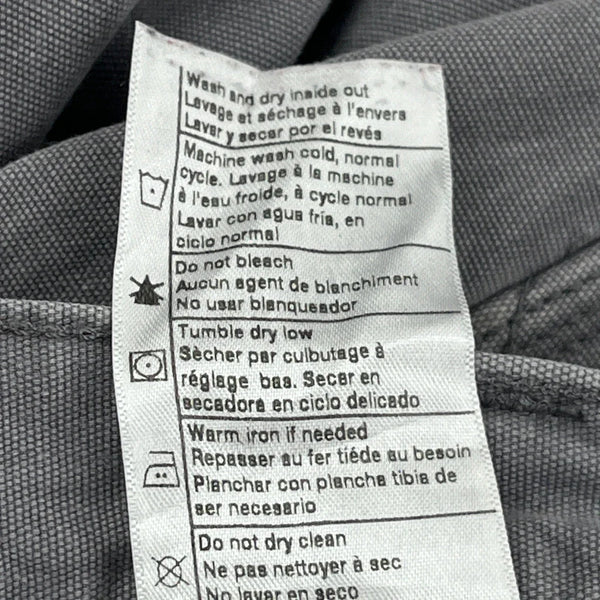 Wash and dry inside out
Lavage et séchage à l'envers
Lavar y secar por el revés
Machine wash cold, normal
cycle. Lavage à la machine
à l'eau froide, à cycle normal
Lavar con agua fria, en
ciclo normal
Do not bleach
Aucun agent de blanchiment
No usar blanqueador
Tumble dry low
Sècher par culbutage à
réglage bas. Secar en
secadora en ciclo delicado
Warm iron if needed
Repasser au fer tiéde au besoin
Planchar con plancha tibia de
ser necesario
Do not dry clean
Ne pas nettoyer à sec
No lavar en seco